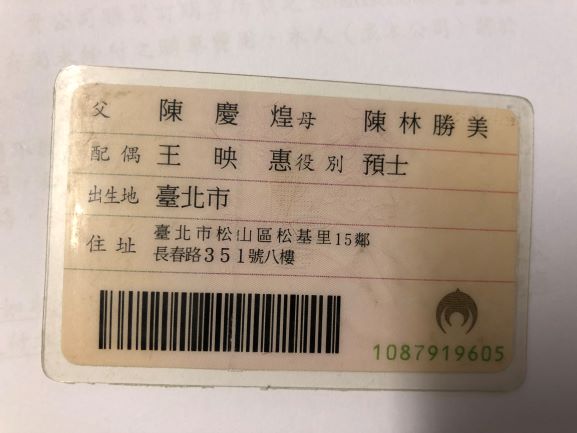 父 陳慶煌 母 陳林勝美
配偶 王映惠 役別 預士
出生地 臺北市
住址 臺北市松山區松基里15鄰
長春路351號八樓
1087919605